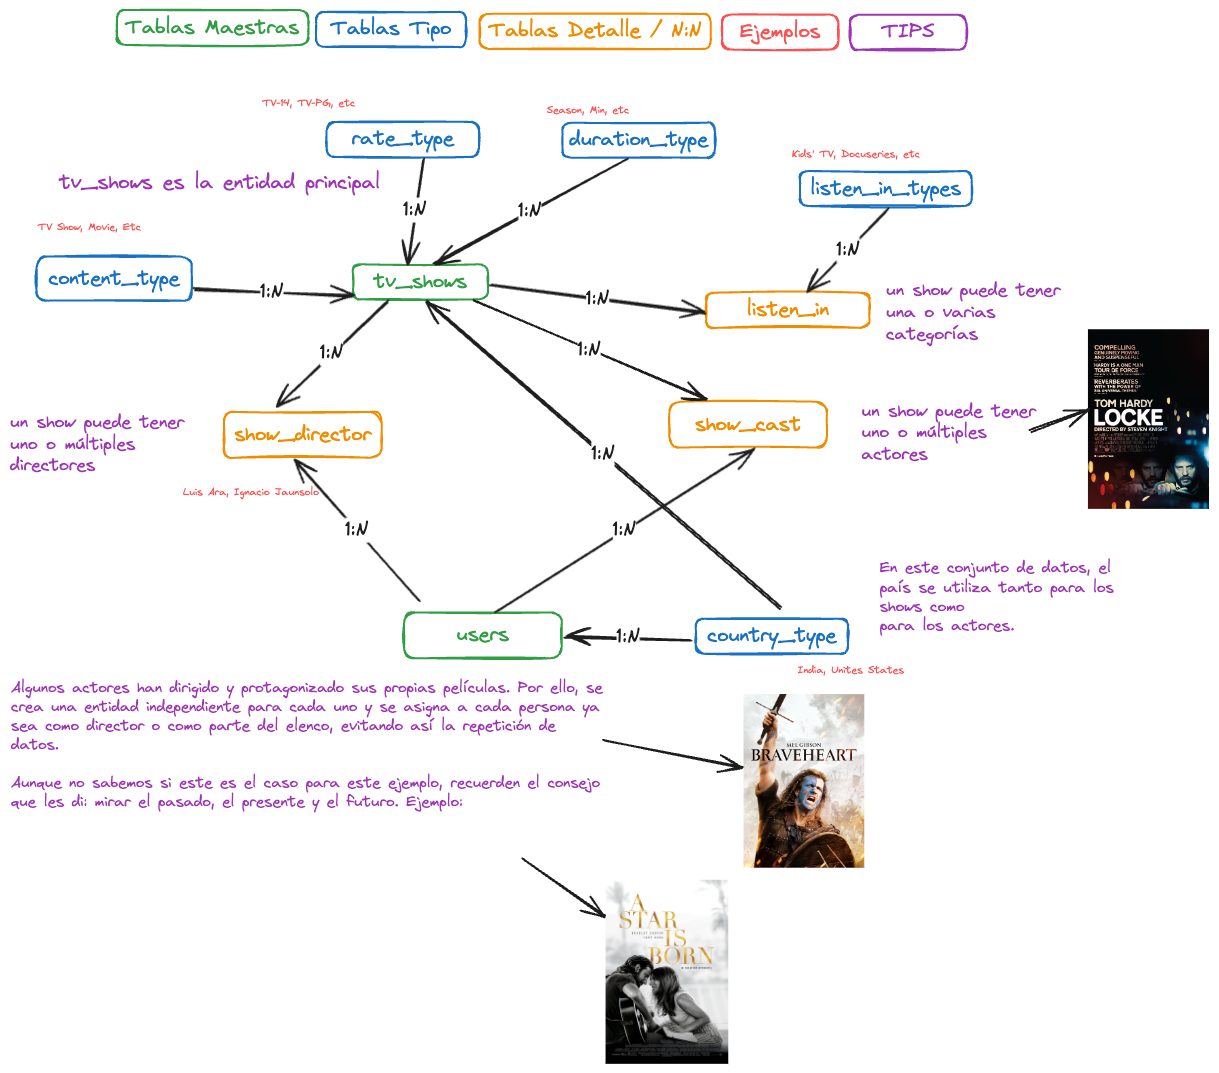 Tablas Maestras
Tablas Tipo
Tablas Detalle / N:N
Ejemplos
TIPS
TV-14, TV-PG, etc
rate_type
Season, Min, etc
duration_type
Kids' TV, Docuseries, etc
listen_in_types
tv_shows es la entidad principal
1:N
1:N
1:N
TV Show, Movie, Etc
content_type
1:N
tv_shows
1:N
listen_in
un show puede tener
una o varias
categorías
1:N
1:N
COMPELLING
GENUINELY MOVING
AND SUSPENSEFUL
HARDY IS A ONE MAN
TOUR DE FORCE
REVERBERATES
WITH THE POWER OF
TOM HARDY
LOCKE
DIRECTED BY STEVEN KNIGHT
un show puede tener
uno o múltiples
directores
show_director
show_cast
un show puede tener
uno o múltiples
actores
1:N
Luis Ara, Ignacio Jaunsolo
1:N
1:N
En este conjunto de datos, el
país se utiliza tanto para los
shows como
para los actores.
users
1:N
country_type
India, Unites States
Algunos actores han dirigido y protagonizado sus propias películas. Por ello, se
crea una entidad independiente para cada uno y se asigna a cada persona ya
sea como director o como parte del elenco, evitando así la repetición de
datos.
Aunque no sabemos si este es el caso para este ejemplo, recuerden el consejo
que les di: mirar el pasado, el presente y el futuro. Ejemplo:
MEL GIBSON
BRAVEHEART
A
STAR
IS
BORN